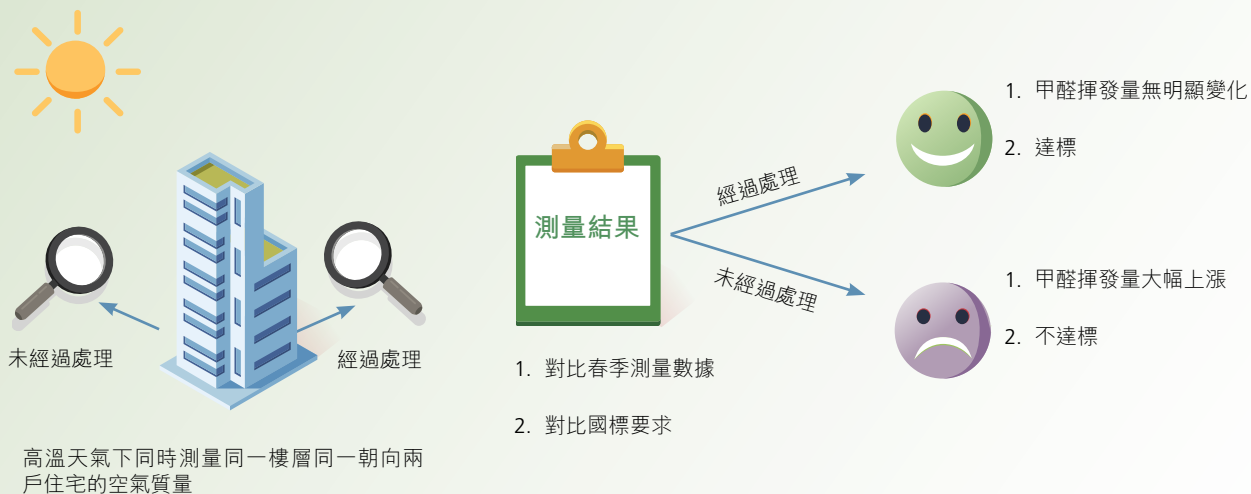 未經過處理
經過處理
高溫天氣下同時測量同一樓層同一朝向兩
戶住宅的空氣質量
測量結果
1. 對比春季測量數據
2. 對比國標要求
經過處理
未經過處理
1. 甲醛揮發量無明顯變化
2. 達標
1. 甲醛揮發量大幅上漲
2. 不達標